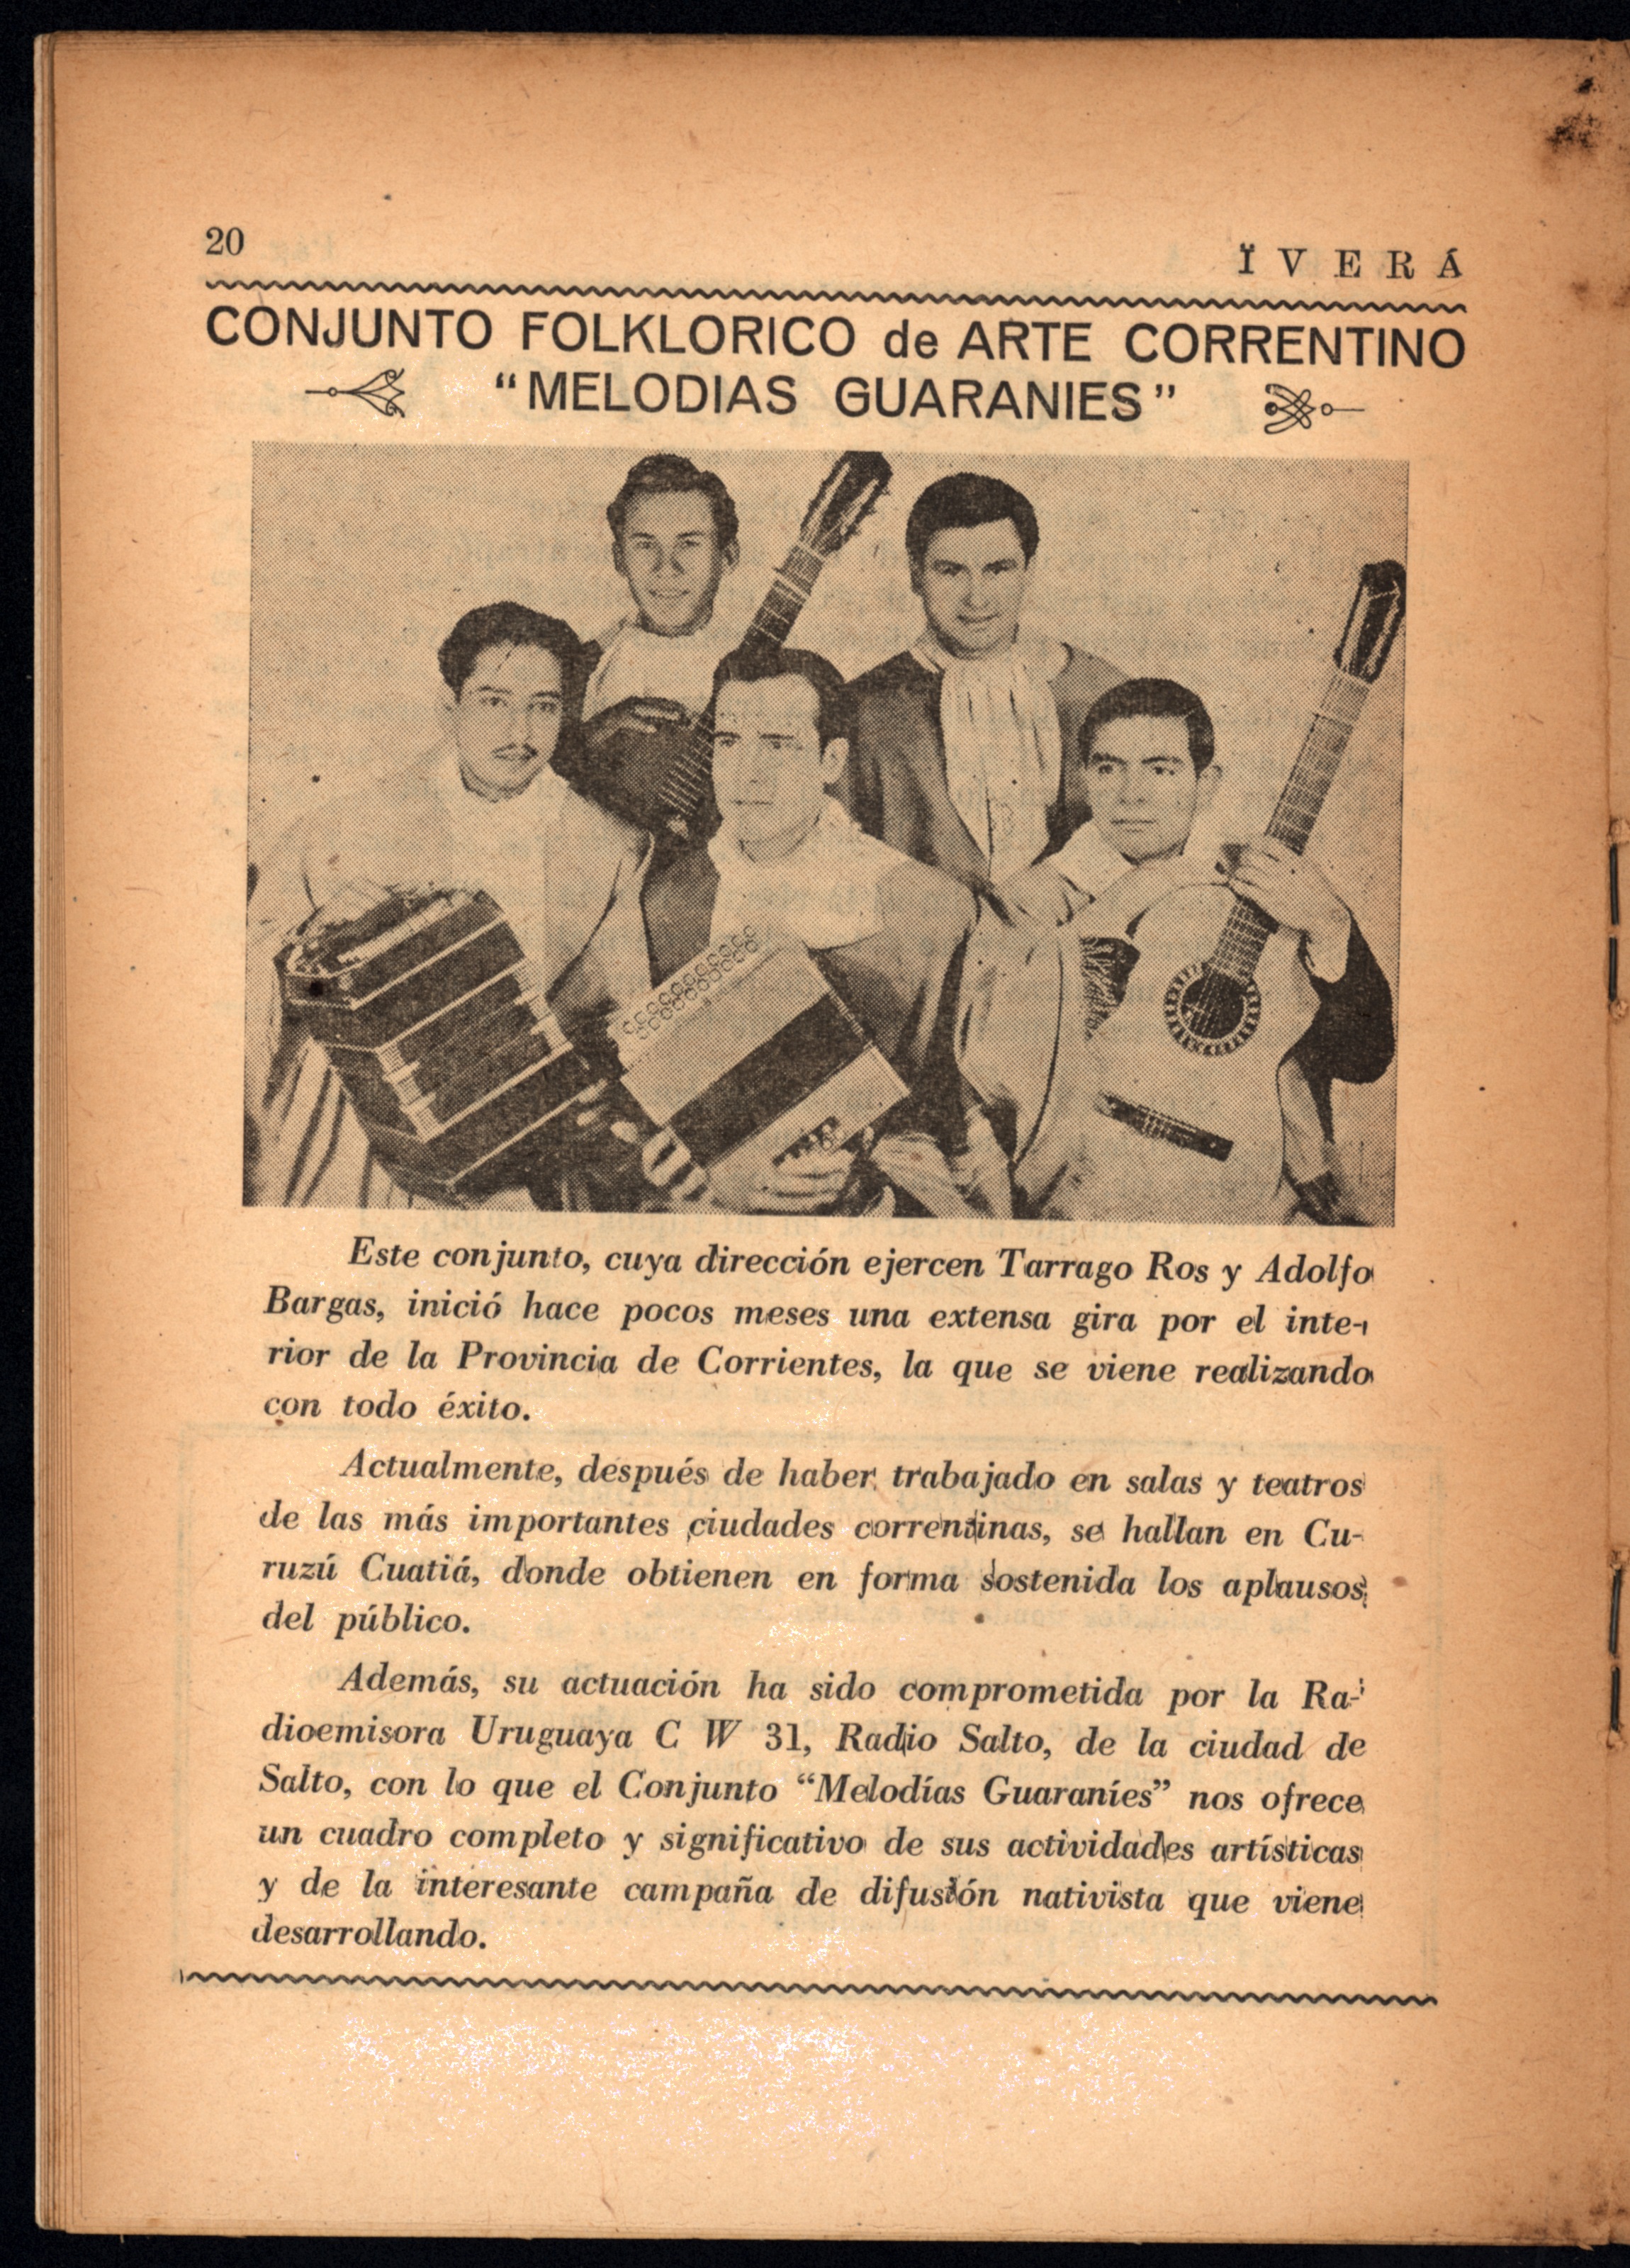 20
Ï V E R Á
CONJUNTO FOLKLORICO de ARTE CORRENTINO
“MELODIAS GUARANIES”
Este conjunto, cuya dirección ejercen Tarrago Ros y Adolfo
Bargas, inició hace pocos meses una extensa gira por el inte-
rior de la Provincia de Corrientes, la que se viene realizando
con todo éxito.
Actualmente, después de haber trabajado en salas y teatros
de las más importantes ciudades correntinas, se hallan en Cu-
ruzú Cuatiá, donde obtienen en forma sostenida los aplausos
del público.
Además, su actuación ha sido comprometida por la Ra-
dioemisora Uruguaya C W 31, Radio Salto, de la ciudad de
Salto, con lo que el Conjunto “Melodías Guaraníes” nos ofrece
un cuadro completo y significativo de sus actividades artísticas
y de la interesante campaña de difusión nativista que viene
desarrollando.